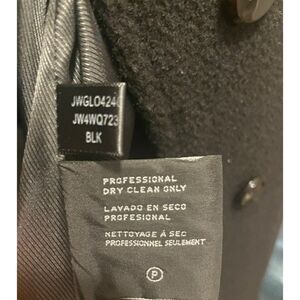 JWGLO424
JW4WQ723
BLK
PROFESSIONAL
DRY CLEAN ONLY
LAVADO EN SECO
PROFESIONAL
NETTOYAGE À SEC
PROFESSIONNEL SEULEMENT
P